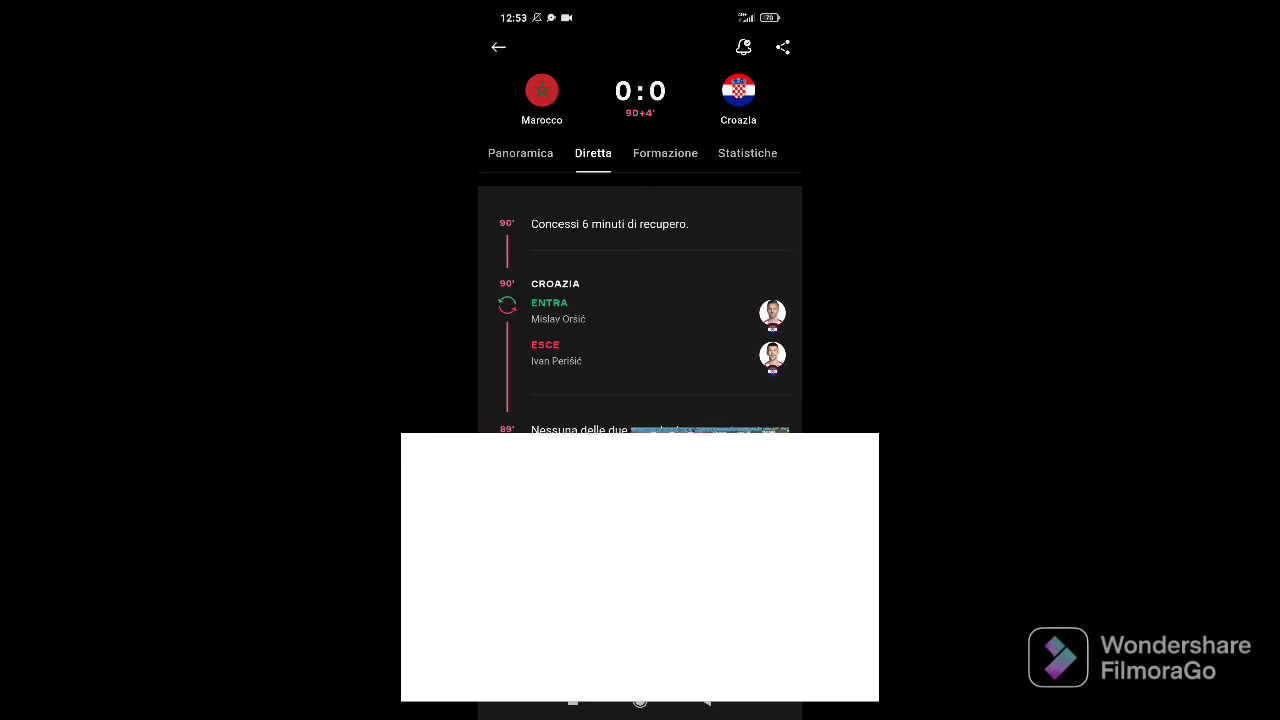 12:53
70
0:0
90+4'
Marocco
Croazia
Panoramica Diretta Formazione Statistiche
90' Concessi 6 minuti di recupero.
90' CROAZIA
ENTRA
Mislav Oršić
ESCE
Ivan Perišić
89' Nessuna delle due
Wondershare
FilmoraGo